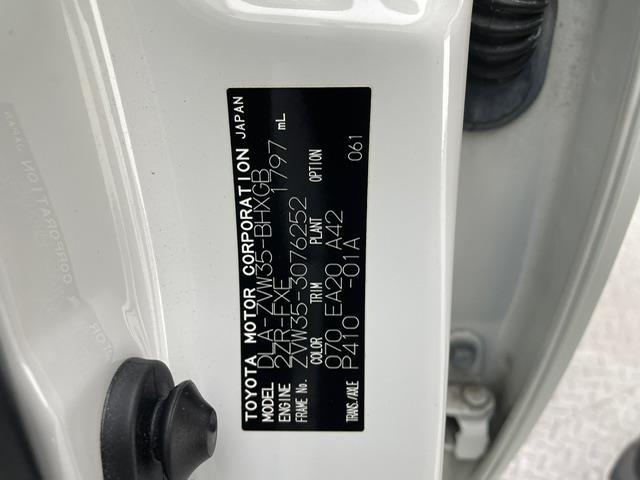 TOYOTA MOTOR CORPORATION JAPAN
MODEL DLA-ZVW35-BHXGB
ENGINE 2ZR-FXE 1797 mL
FRAME No. ZVW35-3076252
COLOR TRIM PLANT OPTION
070 EA20 A42 061
TRANS./AXLE P410 -01A